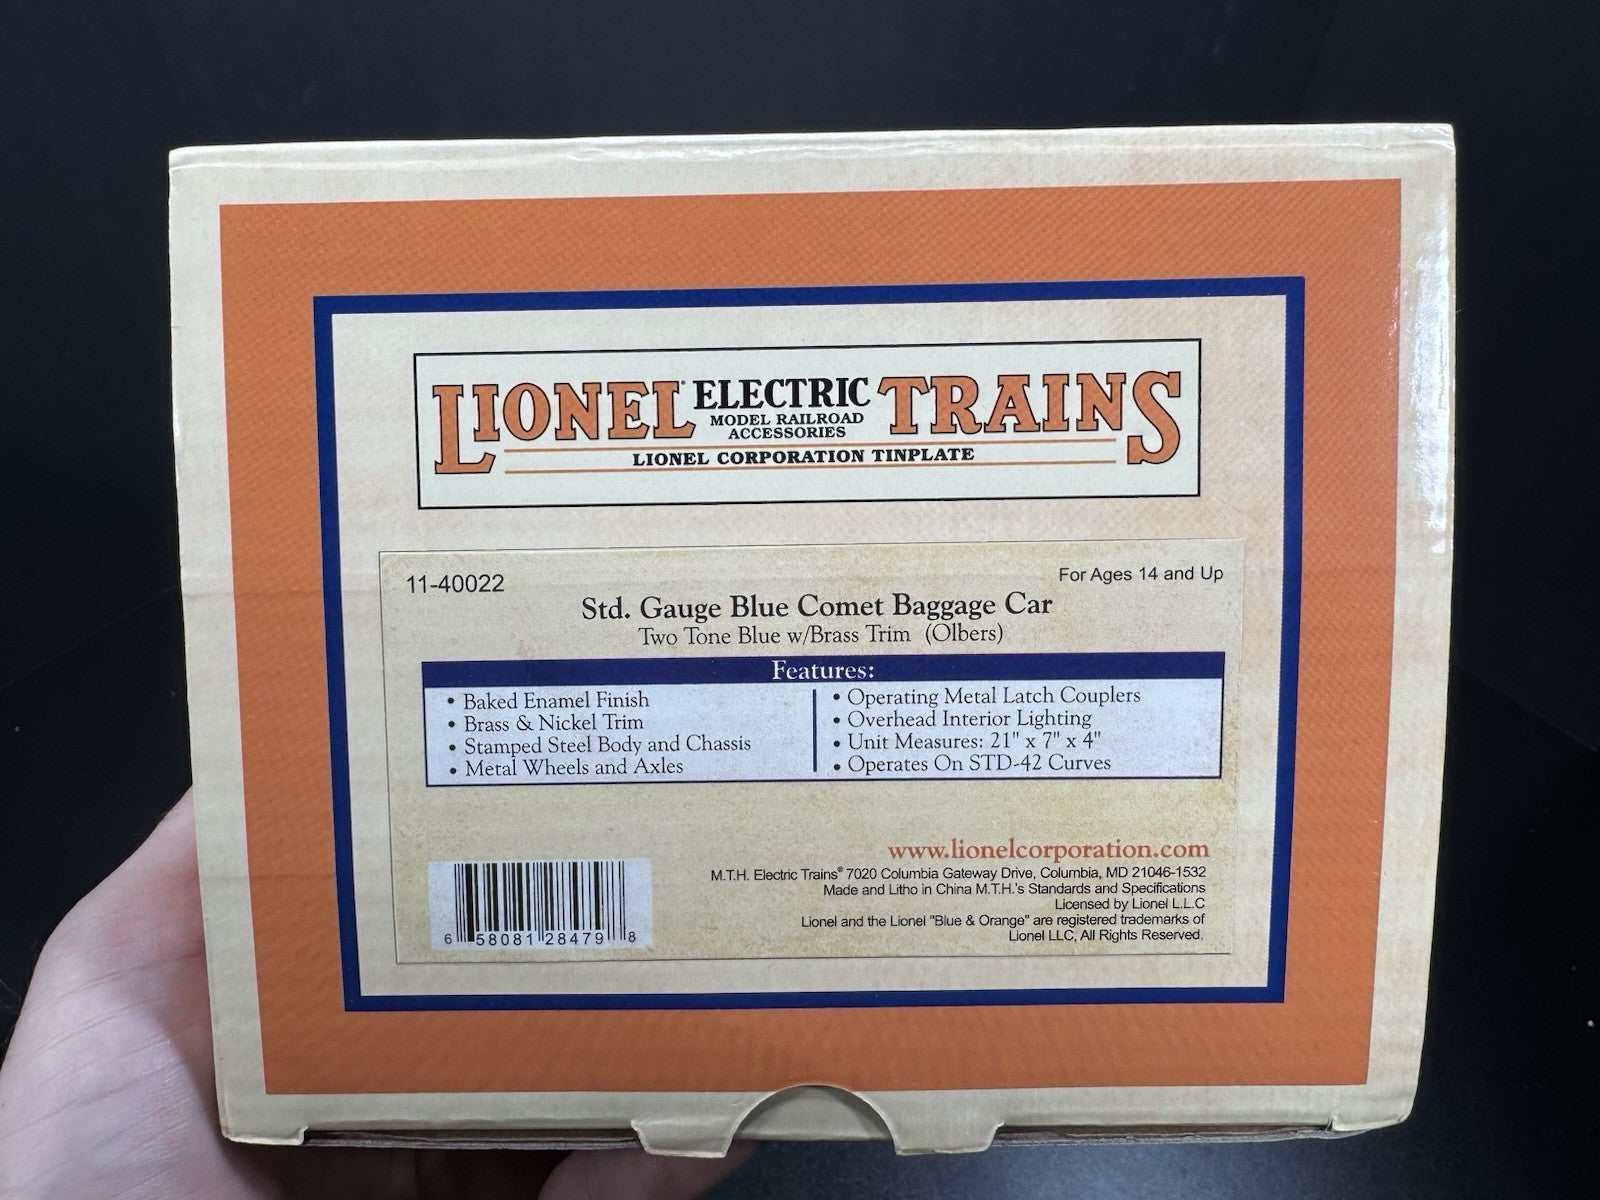 LIONEL® ELECTRIC TRAINS
MODEL RAILROAD
ACCESSORIES
LIONEL CORPORATION TINPLATE
11-40022
For Ages 14 and Up
Std. Gauge Blue Comet Baggage Car
Two Tone Blue w/Brass Trim (Olbers)
Features:
• Baked Enamel Finish
• Brass & Nickel Trim
• Stamped Steel Body and Chassis
• Metal Wheels and Axles
• Operating Metal Latch Couplers
• Overhead Interior Lighting
• Unit Measures: 21" x 7" x 4"
• Operates On STD-42 Curves
www.lionelcorporation.com
M.T.H. Electric Trains® 7020 Columbia Gateway Drive, Columbia, MD 21046-1532
Made and Litho in China M.T.H.'s Standards and Specifications
Licensed by Lionel L.L.C
Lionel and the Lionel "Blue & Orange" are registered trademarks of
Lionel LLC, All Rights Reserved.
6 58081 28479 8